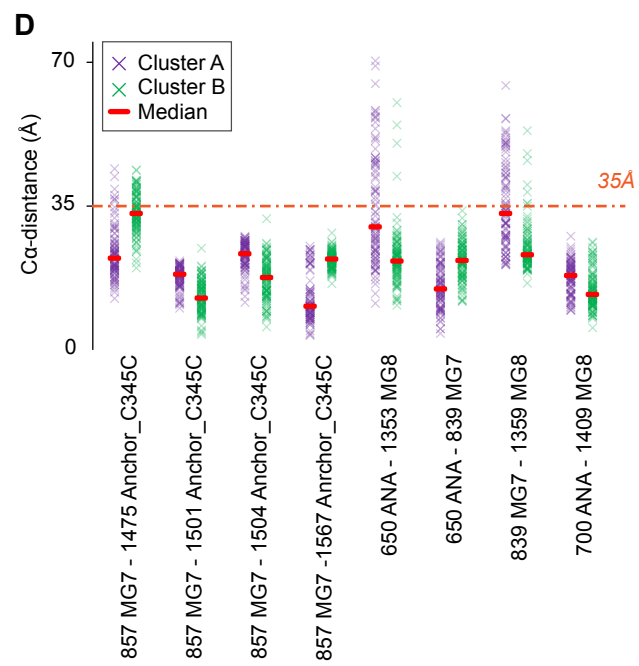 D
70
Cluster A
Cluster B
Median
Cα-disntance (Å)
35Å
35
0
857 MG7 - 1475 Anchor_C345C
857 MG7 - 1501 Anchor_C345C
857 MG7 - 1504 Anchor_C345C
857 MG7 -1567 Anrchor_C345C
650 ANA - 1353 MG8
650 ANA - 839 MG7
839 MG7 - 1359 MG8
700 ANA - 1409 MG8